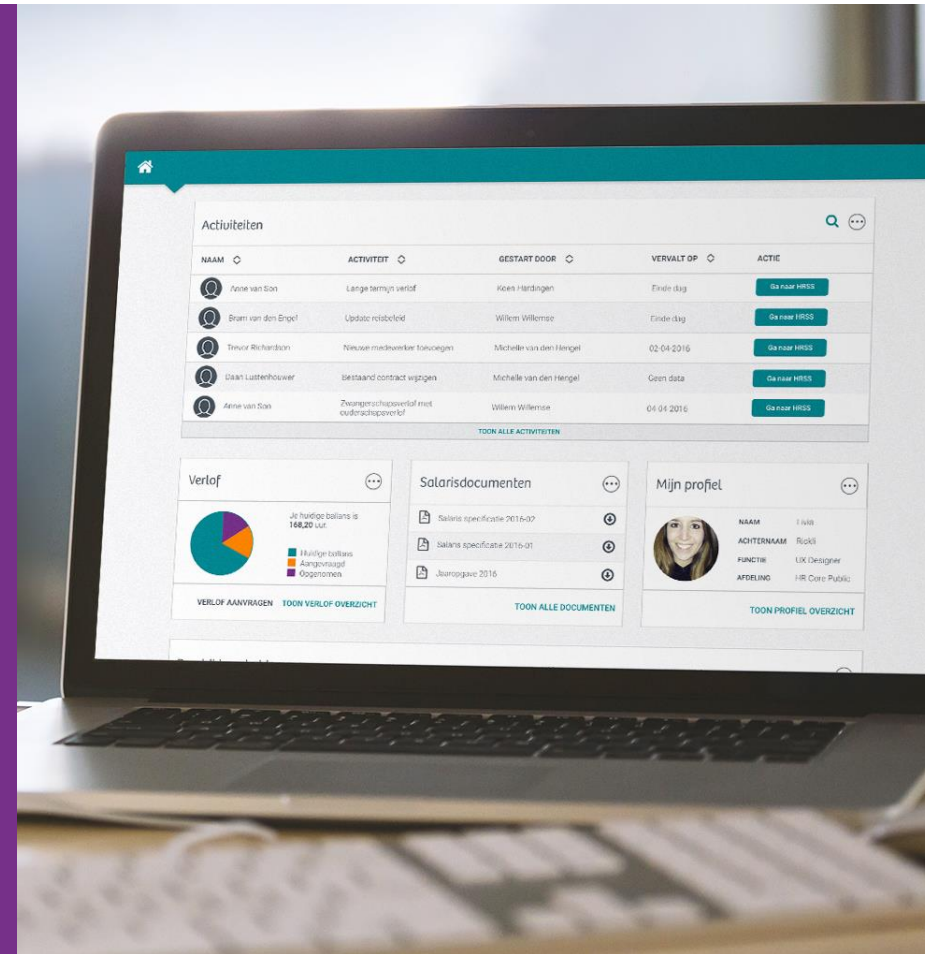 Activiteiten
NAAM ACTIVITEIT GESTART DOOR VERVALT OP ACTIE
Anne van Son Lange termijn verlof Koen Hardingen Einde dag Ga naar HRSS
Bram van den Engel Update reisbeleid Willem Willemse Einde dag Ga naar HRSS
Trevor Richardson Nieuwe medewerker toevoegen Michelle van den Hengel 02-04-2016 Ga naar HRSS
Daan Lustenhouwer Bestaand contract wijzigen Michelle van den Hengel Geen data Ga naar HRSS
Anne van Son Zwangerschapsverlof met Willem Willemse 04-04-2016 Ga naar HRSS
ouderschapsverlof
TOON ALLE ACTIVITEITEN
Verlof
Je huidige ballans is
168,20 uur.
Huidige ballans
Aangevraagd
Opgenomen
VERLOF AANVRAGEN TOON VERLOF OVERZICHT
Salarisdocumenten
Salaris specificatie 2016-02
Salaris specificatie 2016-01
Jaaropgave 2016
TOON ALLE DOCUMENTEN
Mijn profiel
NAAM Livia
ACHTERNAAM
FUNCTIE UX Designer
AFDELING HR Core Public
TOON PROFIEL OVERZICHT